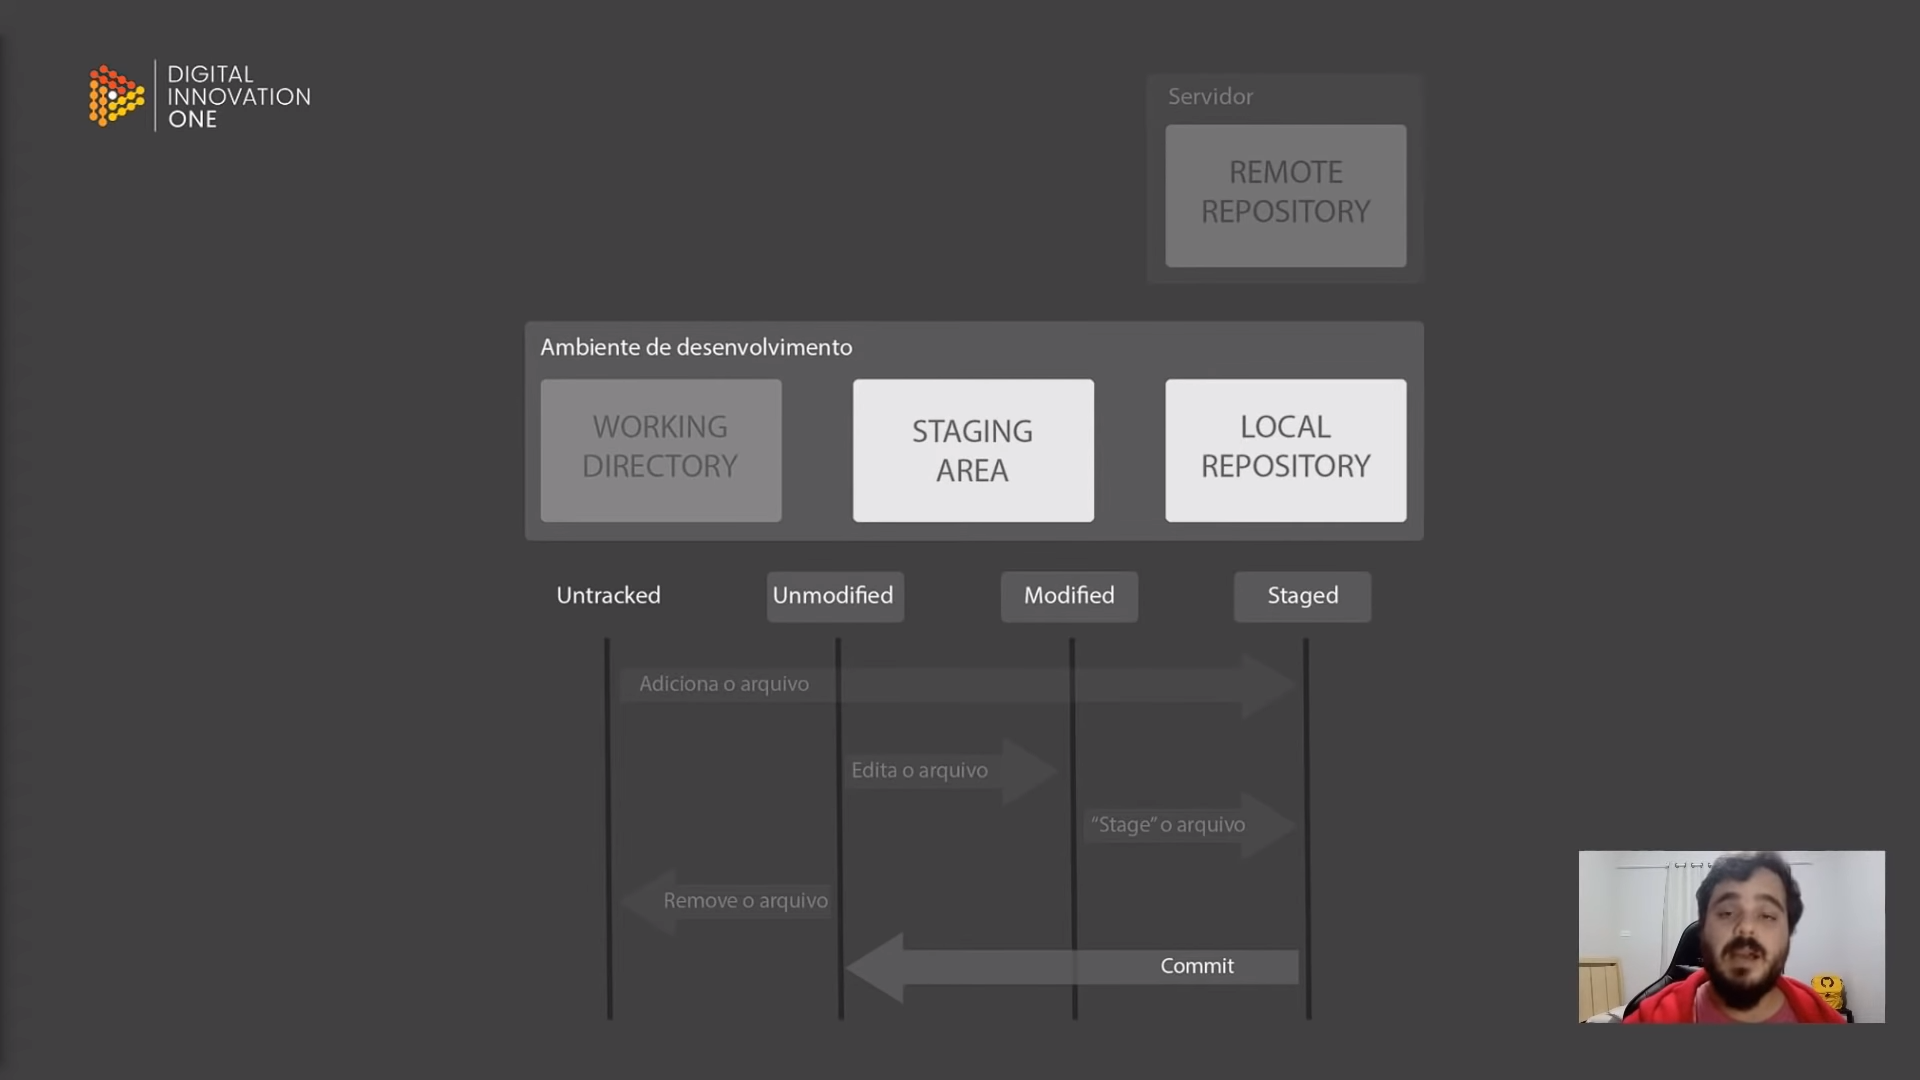 DIGITAL
INNOVATION
ONE
Servidor
REMOTE
REPOSITORY
Ambiente de desenvolvimento
WORKING
DIRECTORY
STAGING
AREA
LOCAL
REPOSITORY
Untracked
Unmodified
Modified
Staged
Adiciona o arquivo
Edita o arquivo
“Stage” o arquivo
Remove o arquivo
Commit